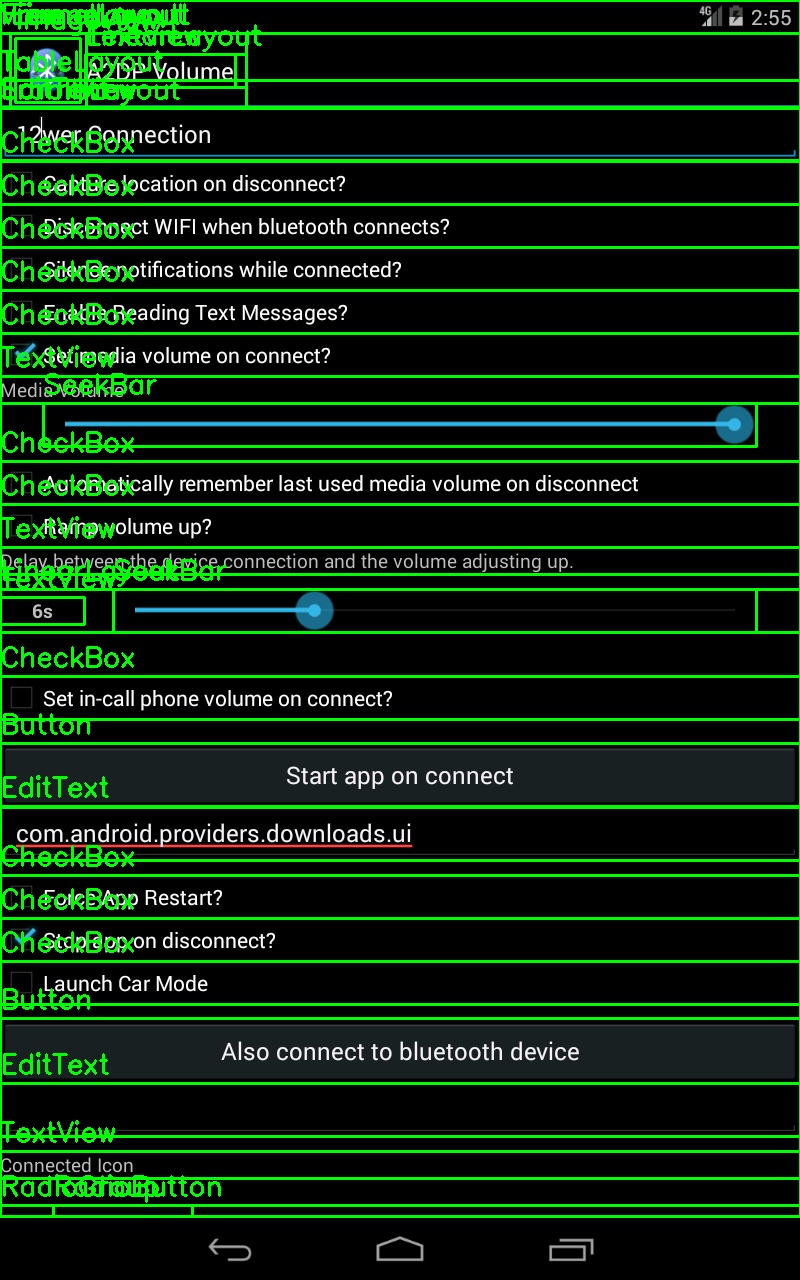 4G 2:55
LinearLayout
TableLayout
A2DP Volume
12wer Connection
CheckBox
Capture location on disconnect?
CheckBox
Disconnect WIFI when bluetooth connects?
CheckBox
Silence notifications while connected?
CheckBox
Enable Reading Text Messages?
CheckBox
Set media volume on connect?
TextView
Media Volume
SeekBar
CheckBox
Automatically remember last used media volume on disconnect
CheckBox
Ramp volume up?
TextView
Delay between the device connection and the volume adjusting up.
LinearLayout SeekBar
TextView
6s
CheckBox
Set in-call phone volume on connect?
Button
Start app on connect
EditText
com.android.providers.downloads.ui
CheckBox
Force App Restart?
CheckBox
Stop app on disconnect?
CheckBox
Launch Car Mode
Button
Also connect to bluetooth device
EditText
TextView
Connected Icon
RadioGroup
RadioButton